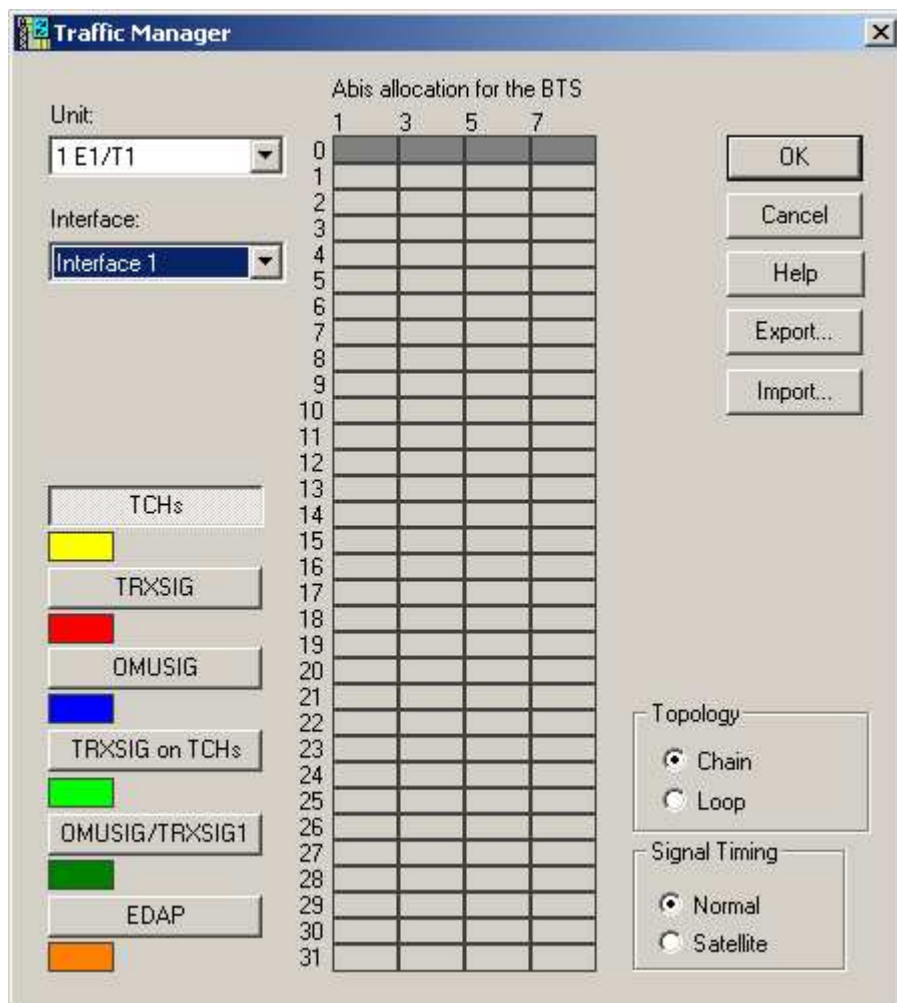 Traffic Manager
Abis allocation for the BTS
Unit:
1 3 5 7
1 E1/T1
Interface:
Interface 1
0
1
2
3
4
5
6
7
8
9
10
11
12
13
14
15
16
17
18
19
20
21
22
23
24
25
26
27
28
29
30
31
TCHs
TRXSIG
OMUSIG
TRXSIG on TCHs
OMUSIG/TRXSIG1
EDAP
OK
Cancel
Help
Export...
Import...
Topology
Chain
Loop
Signal Timing
Normal
Satellite